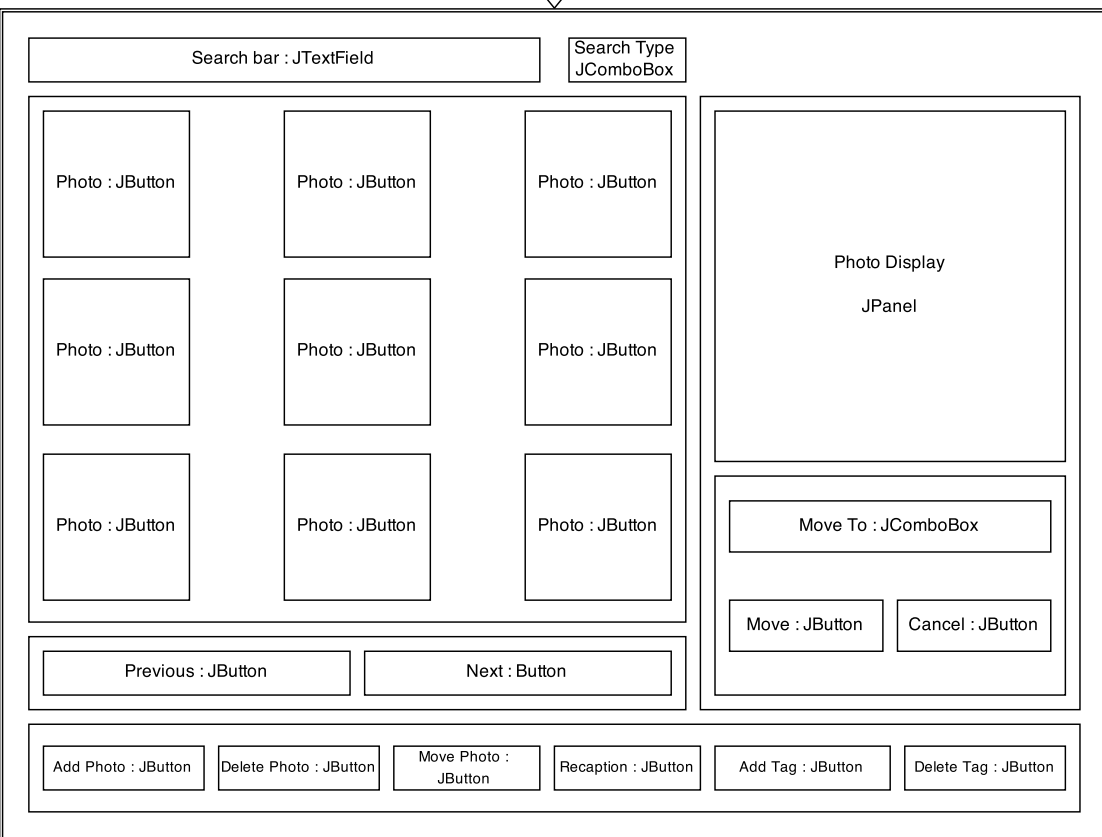 Search bar : JTextField
Search Type
JComboBox
Photo : JButton
Photo : JButton
Photo : JButton
Photo : JButton
Photo : JButton
Photo : JButton
Photo : JButton
Photo : JButton
Photo : JButton
Previous : JButton
Next : Button
Photo Display
JPanel
Move To : JComboBox
Move : JButton
Cancel : JButton
Add Photo : JButton
Delete Photo : JButton
Move Photo :
JButton
Recaption : JButton
Add Tag : JButton
Delete Tag : JButton